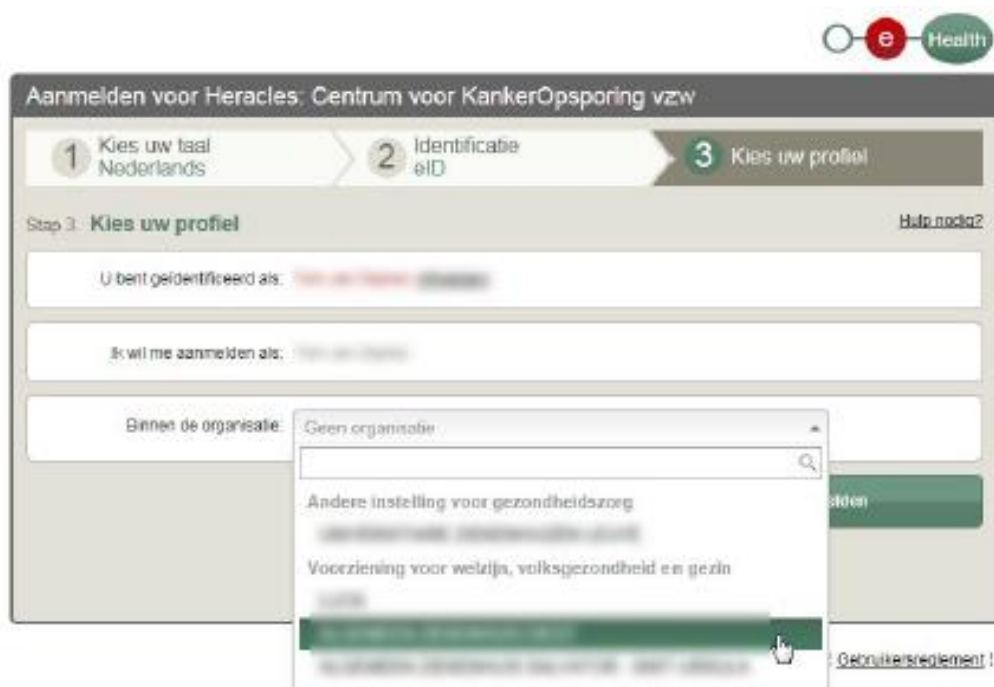 e Health
Aanmelden voor Heracles: Centrum voor KankerOpsporing vzw
1 Kies uw taal
Nederlands
2 Identificatie
eID
3 Kies uw profiel
Stap 3. Kies uw profiel
Hulp nodig?
U bent geïdentificeerd als:
Ik wil me aanmelden als:
Binnen de organisatie:
Geen organisatie
Andere instelling voor gezondheidszorg
Voorziening voor welzijn, volksgezondheid en gezin
elden
Gebruikersreglement